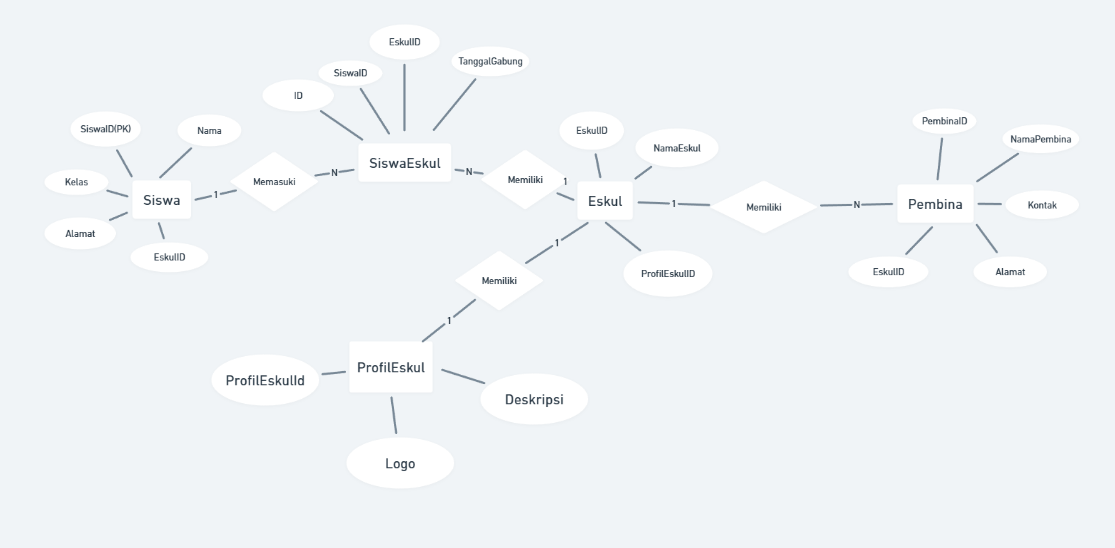 EskulID
TanggalGabung
SiswaID
ID
SiswaID(PK)
Nama
EskulID
PembinaID
NamaPembina
NamaEskul
SiswaEskul
Kelas
Memasuki
N
N
Memiliki
1
Siswa
1
Eskul
1
Memiliki
N
Pembina
Kontak
Alamat
EskulID
1
ProfilEskulID
EskulID
Alamat
Memiliki
1
ProfilEskul
ProfilEskulId
Deskripsi
Logo